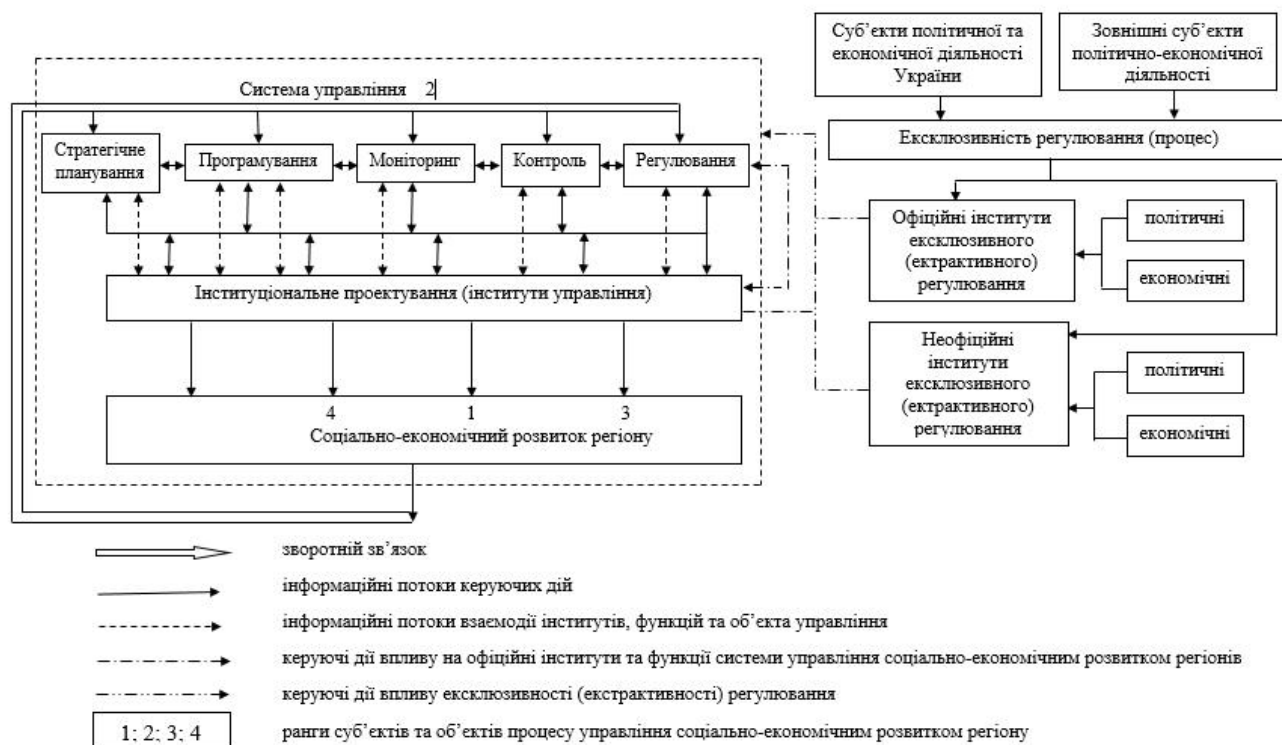 Суб’єкти політичної та
економічної діяльності
України
Зовнішні суб’єкти
політично-економічної
діяльності
Система управління 2
Ексклюзивність регулювання (процес)
Стратегічне
планування
Програмування
Моніторинг
Контроль
Регулювання
Офіційні інститути
ексклюзивного
(ектрактивного)
регулювання
політичні
економічні
Інституціональне проектування (інститути управління)
Неофіційні
інститути
ексклюзивного
(ектрактивного)
регулювання
політичні
економічні
4 1 3
Соціально-економічний розвиток регіону
зворотній зв’язок
інформаційні потоки керуючих дій
інформаційні потоки взаємодії інститутів, функцій та об’єкта управління
керуючі дії впливу на офіційні інститути та функції системи управління соціально-економічним розвитком регіонів
керуючі дії впливу ексклюзивності (екстрактивності) регулювання
1; 2; 3; 4
ранги суб’єктів та об’єктів процесу управління соціально-економічним розвитком регіону